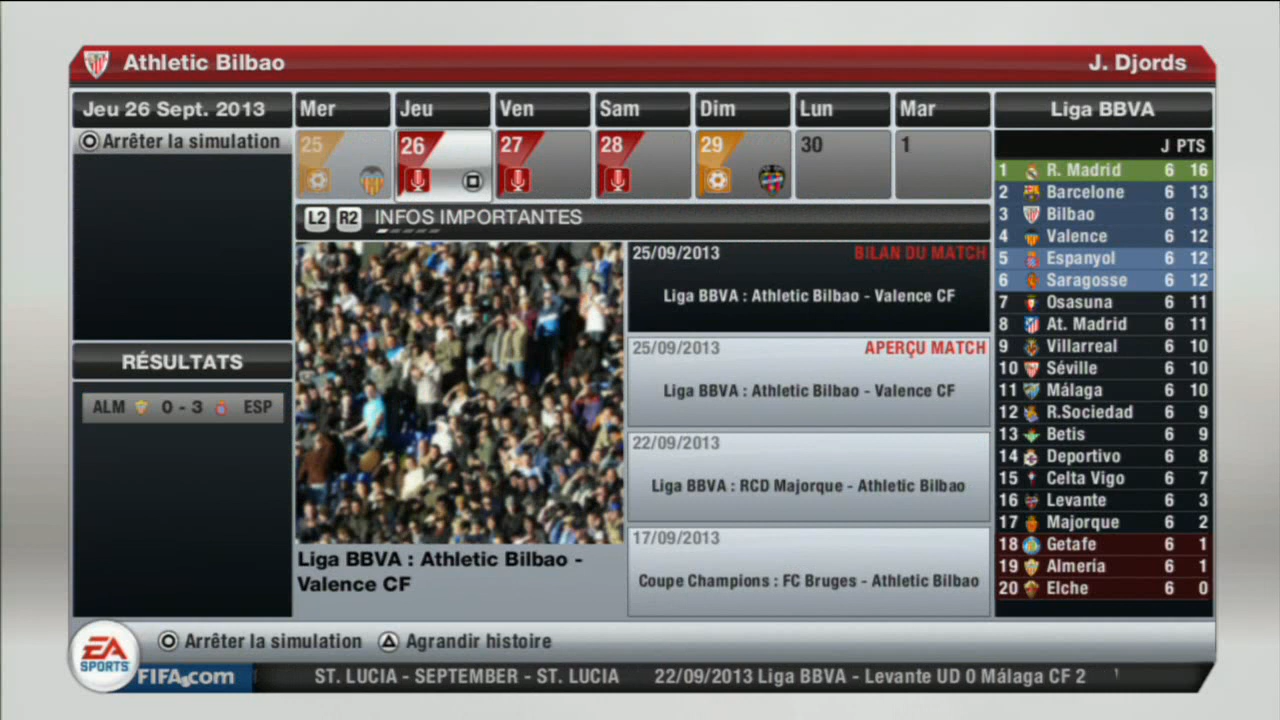 Athletic Bilbao
J. Djords
Jeu 26 Sept. 2013
Mer Jeu Ven Sam Dim Lun Mar
Liga BBVA
Arrêter la simulation
25 26 27 28 29 30 1
L2 R2 INFOS IMPORTANTES
RÉSULTATS
ALM 0 - 3 ESP
25/09/2013 BILAN DU MATCH
Liga BBVA : Athletic Bilbao - Valence CF
25/09/2013 APERÇU MATCH
Liga BBVA : Athletic Bilbao - Valence CF
22/09/2013
Liga BBVA : RCD Majorque - Athletic Bilbao
17/09/2013
Coupe Champions : FC Bruges - Athletic Bilbao
Liga BBVA : Athletic Bilbao -
Valence CF
J PTS
1 R. Madrid 6 16
2 Barcelone 6 13
3 Bilbao 6 13
4 Valence 6 12
5 Espanyol 6 12
6 Saragosse 6 12
7 Osasuna 6 11
8 At. Madrid 6 11
9 Villarreal 6 10
10 Séville 6 10
11 Málaga 6 10
12 R.Sociedad 6 9
13 Betis 6 9
14 Deportivo 6 8
15 Celta Vigo 6 7
16 Levante 6 3
17 Majorque 6 2
18 Getafe 6 1
19 Almería 6 1
20 Elche 6 0
Arrêter la simulation Agrandir histoire
EA
SPORTS
FIFA.com
ST. LUCIA - SEPTEMBER - ST. LUCIA 22/09/2013 Liga BBVA - Levante UD 0 Málaga CF 2